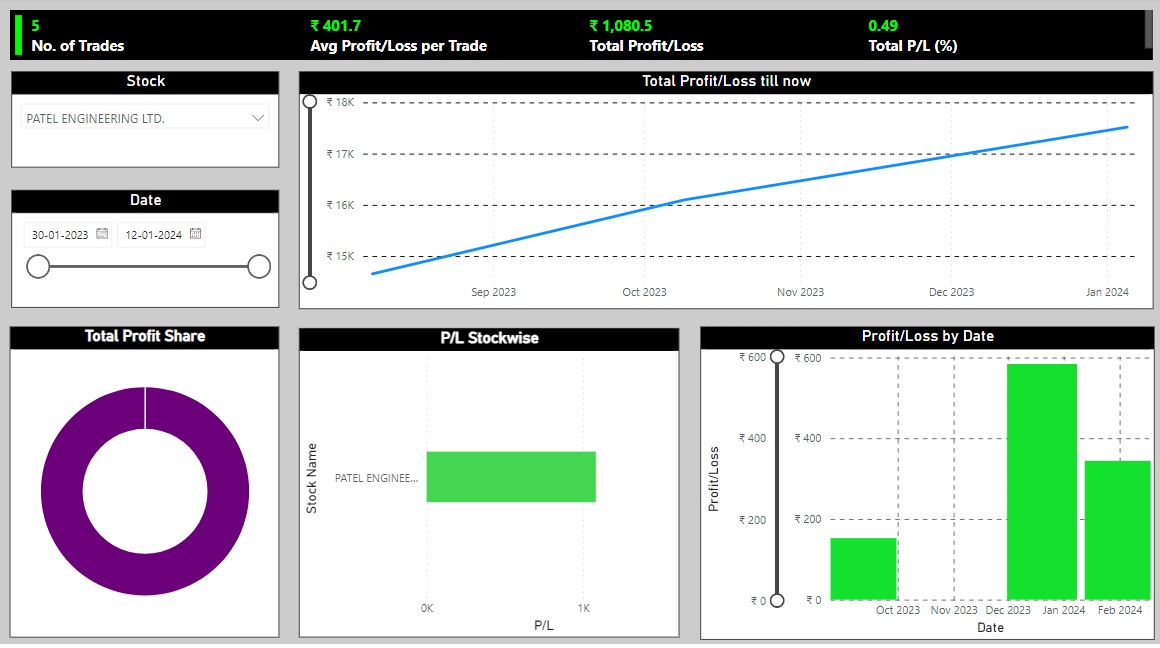 5
No. of Trades
₹ 401.7
Avg Profit/Loss per Trade
₹ 1,080.5
Total Profit/Loss
0.49
Total P/L (%)
Stock
PATEL ENGINEERING LTD.
Date
30-01-2023
12-01-2024
Total Profit/Loss till now
₹ 18K
₹ 17K
₹ 16K
₹ 15K
Sep 2023 Oct 2023 Nov 2023 Dec 2023 Jan 2024
Total Profit Share
P/L Stockwise
Stock Name
PATEL ENGINEE...
0K 1K
P/L
Profit/Loss by Date
Profit/Loss
₹ 600 ₹ 600
₹ 400 ₹ 400
₹ 200 ₹ 200
₹ 0 ₹ 0
Oct 2023 Nov 2023 Dec 2023 Jan 2024 Feb 2024
Date